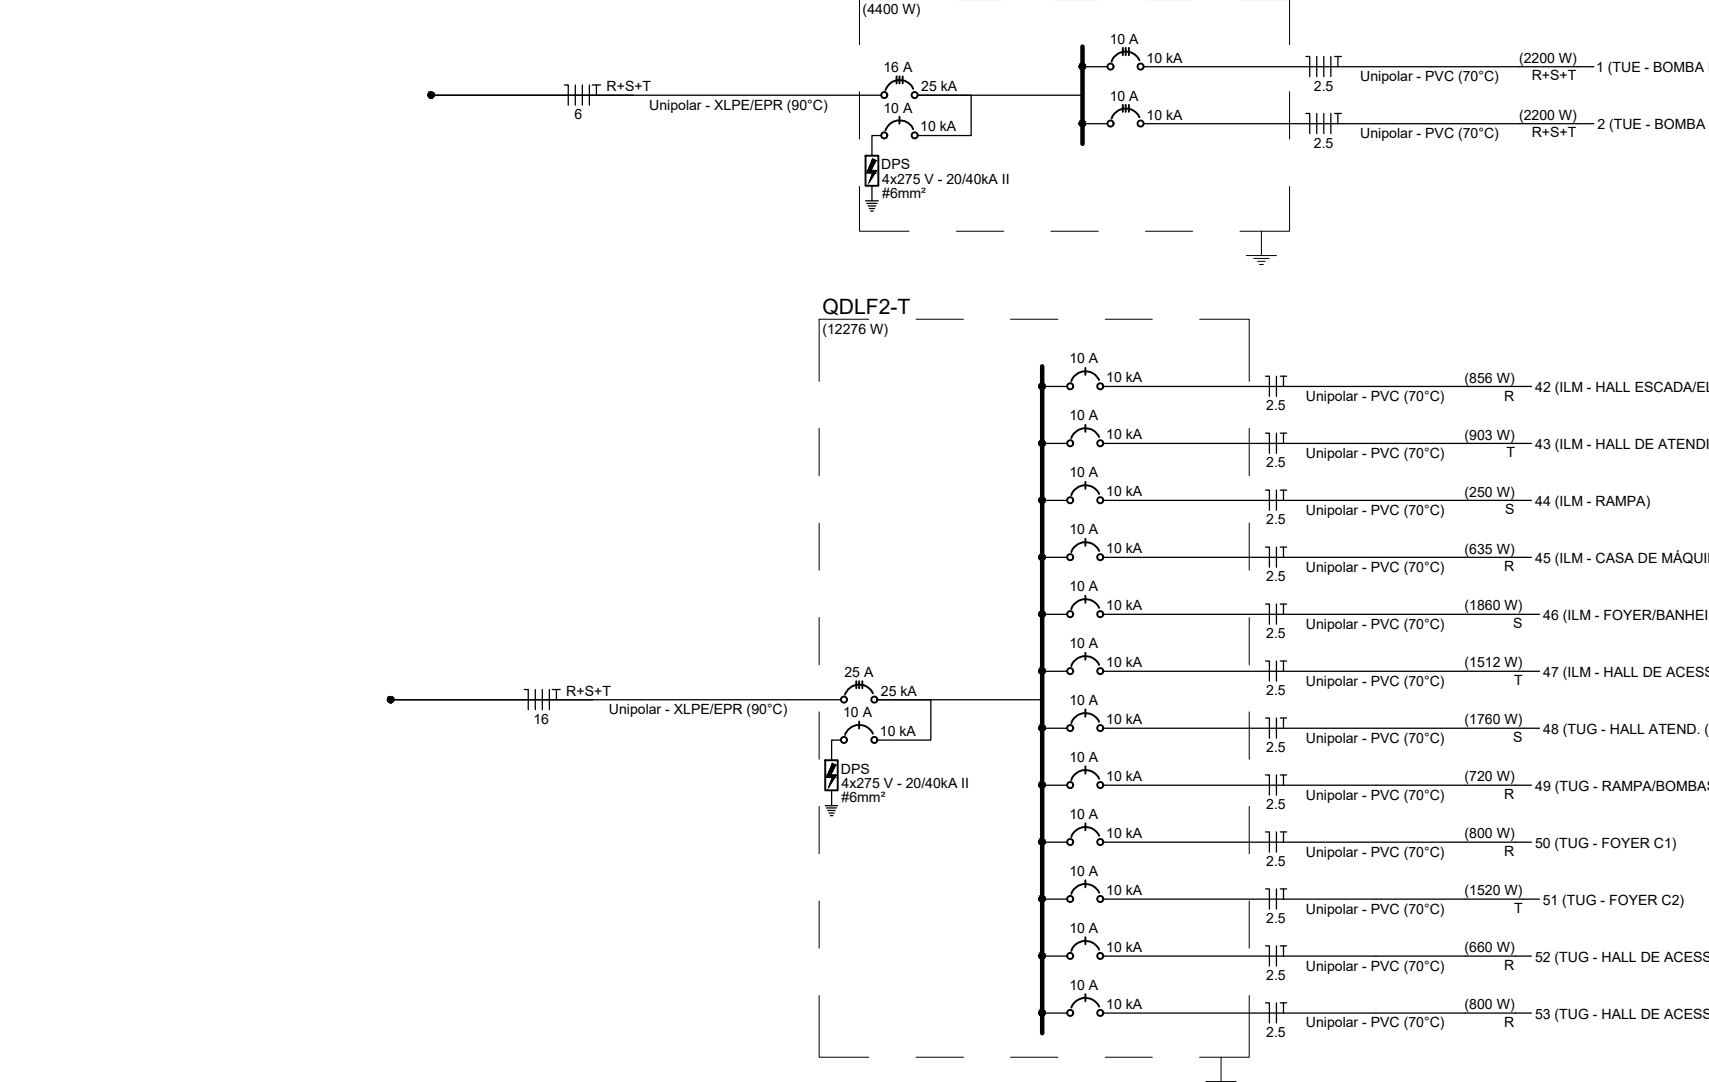 (4400 W)
10 A
10 kA
(2200 W)
1 (TUE - BOMBA
2.5
Unipolar - PVC (70°C)
R+S+T
16 A
R+S+T
25 kA
6
Unipolar - XLPE/EPR (90°C)
10 A
10 kA
10 A
10 kA
(2200 W)
2 (TUE - BOMBA
2.5
Unipolar - PVC (70°C)
R+S+T
DPS
4x275 V - 20/40kA II
#6mm²
QDLF2-T
(12276 W)
10 A
10 kA
(856 W)
42 (ILM - HALL ESCADA/EL
2.5
Unipolar - PVC (70°C)
R
10 A
10 kA
(903 W)
43 (ILM - HALL DE ATENDI
2.5
Unipolar - PVC (70°C)
T
10 A
10 kA
(250 W)
44 (ILM - RAMPA)
2.5
Unipolar - PVC (70°C)
S
10 A
10 kA
(635 W)
45 (ILM - CASA DE MÁQUI
2.5
Unipolar - PVC (70°C)
R
10 A
10 kA
(1860 W)
46 (ILM - FOYER/BANHEI
2.5
Unipolar - PVC (70°C)
S
10 A
10 kA
(1512 W)
47 (ILM - HALL DE ACESS
2.5
Unipolar - PVC (70°C)
T
25 A
R+S+T
25 kA
16
Unipolar - XLPE/EPR (90°C)
10 A
10 kA
DPS
4x275 V - 20/40kA II
#6mm²
10 A
10 kA
(1760 W)
48 (TUG - HALL ATEND. (
2.5
Unipolar - PVC (70°C)
S
10 A
10 kA
(720 W)
49 (TUG - RAMPA/BOMBAS
2.5
Unipolar - PVC (70°C)
R
10 A
10 kA
(800 W)
50 (TUG - FOYER C1)
2.5
Unipolar - PVC (70°C)
R
10 A
10 kA
(1520 W)
51 (TUG - FOYER C2)
2.5
Unipolar - PVC (70°C)
T
10 A
10 kA
(660 W)
52 (TUG - HALL DE ACESS
2.5
Unipolar - PVC (70°C)
R
10 A
10 kA
(800 W)
53 (TUG - HALL DE ACESS
2.5
Unipolar - PVC (70°C)
R